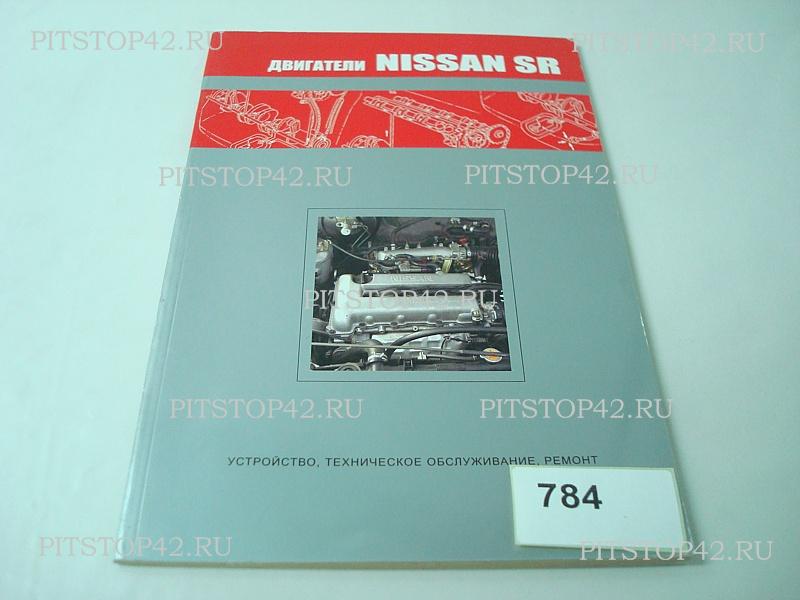 PITSTOP42.RU PITSTOP42.RU
ДВИГАТЕЛИ NISSAN SR
PITSTOP42.RU PITSTOP42.RU
NISSAN
PITSTOP42.RU
PITSTOP42.RU PITSTOP42.RU
УСТРОЙСТВО, ТЕХНИЧЕСКОЕ ОБСЛУЖИВАНИЕ, РЕМОНТ
784
PITSTOP42.RU PITSTOP42.RU